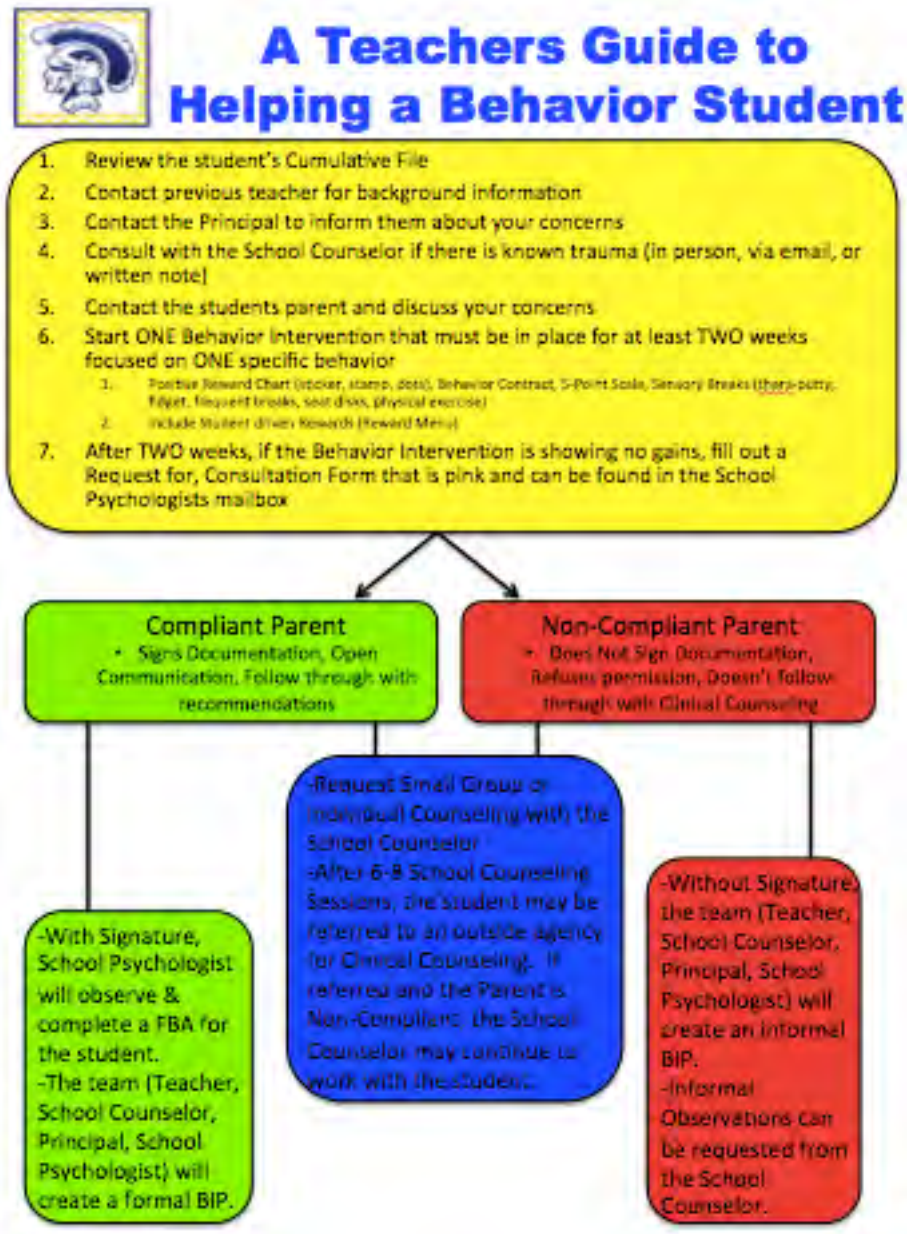 A Teachers Guide to
Helping a Behavior Student
1. Review the student's Cumulative File
2. Contact previous teacher for background information
3. Contact the Principal to inform them about your concerns
4. Consult with the School Counselor if there is known trauma (in person, via email, or
written note)
5. Contact the students parent and discuss your concerns
6. Start ONE Behavior Intervention that must be in place for at least TWO weeks
focused on ONE specific behavior
1. Positive Reward Chart (sticker, stamp, dots), Behavior Contract, 5-Point Scale, Sensory Breaks (thera-putty,
fidget, frequent breaks, seat disks, physical exercise)
2. Include Student driven Rewards (Reward Menu)
7. After TWO weeks, if the Behavior Intervention is showing no gains, fill out a
Request for, Consultation Form that is pink and can be found in the School
Psychologists mailbox
Compliant Parent
• Signs Documentation, Open
Communication, Follow through with
recommendations
Non-Compliant Parent
• Does Not Sign Documentation,
Refuses permission, Doesn't follow
through with Clinical Counseling
-Request Small Group or
Individual Counseling with the
School Counselor
-After 6-8 School Counseling
Sessions, the student may be
referred to an outside agency
for Clinical Counseling. If
referred and the Parent is
Non-Compliant the School
Counselor may continue to
work with the student.
-With Signature,
School Psychologist
will observe &
complete a FBA for
the student.
-The team (Teacher,
School Counselor,
Principal, School
Psychologist) will
create a formal BIP.
-Without Signature,
the team (Teacher,
School Counselor,
Principal, School
Psychologist) will
create an informal
BIP.
-Informal
Observations can
be requested from
the School
Counselor.